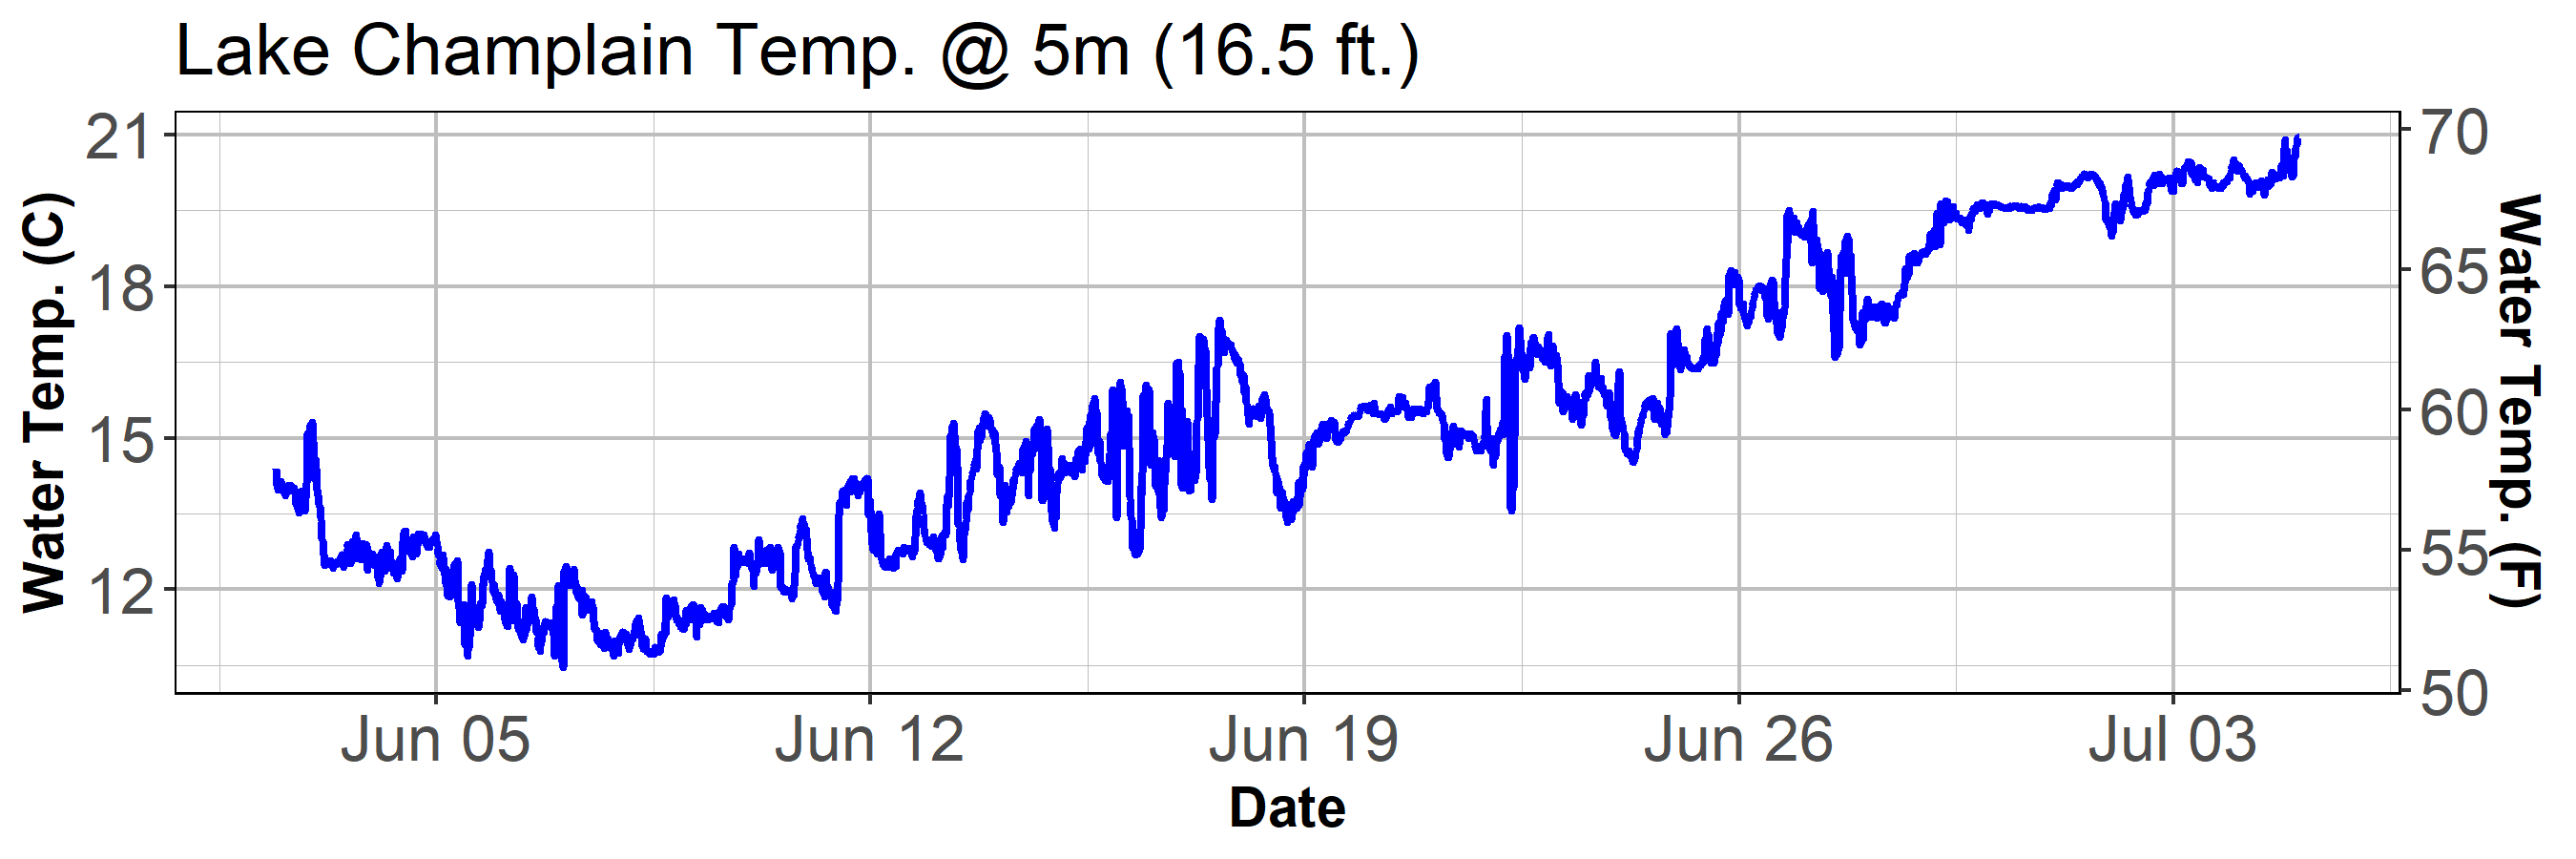 Lake Champlain Temp. @ 5m (16.5 ft.)
Water Temp. (C)
21
18
15
12
70
65
60
55
50
Water Temp. (F)
Jun 05 Jun 12 Jun 19 Jun 26 Jul 03
Date